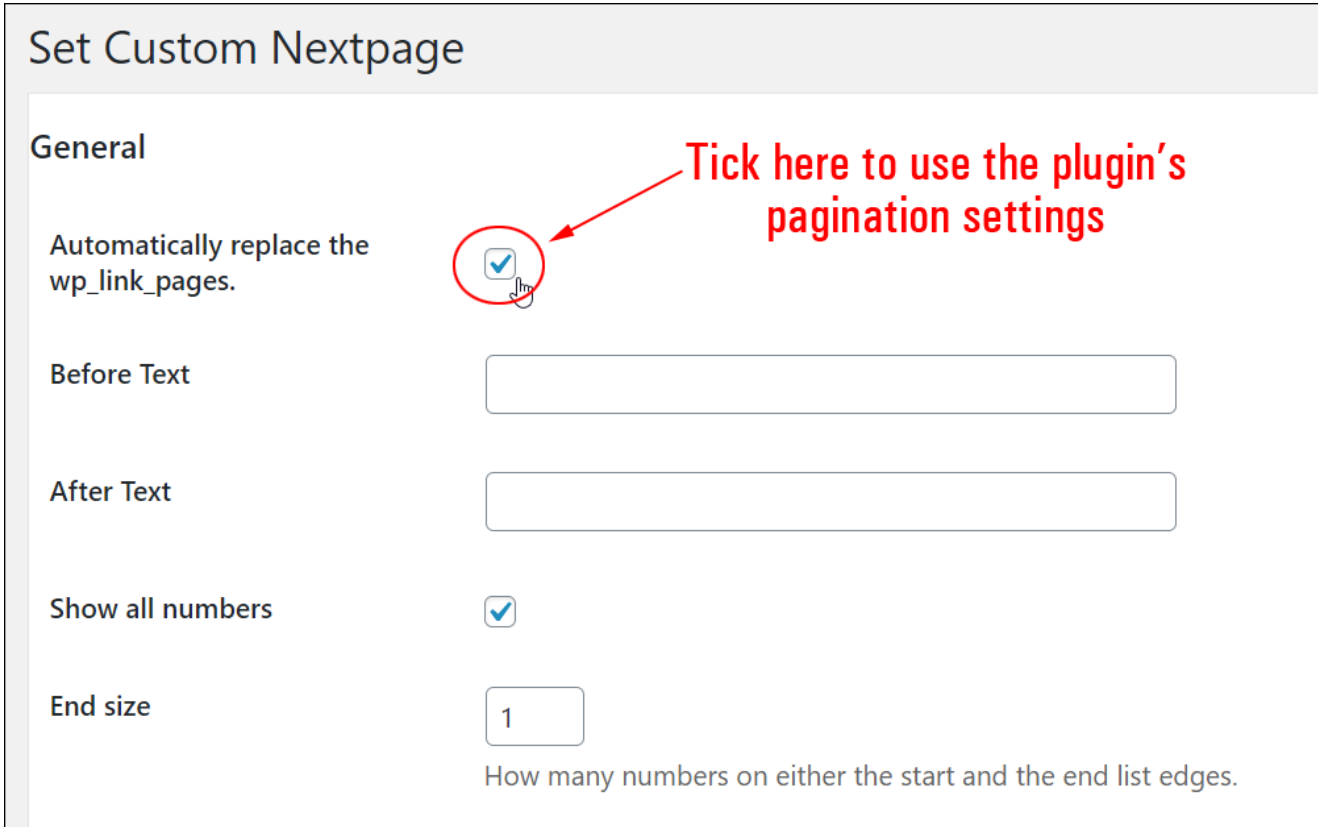 Set Custom Nextpage
General
Tick here to use the plugin's
pagination settings
Automatically replace the
wp_link_pages.
Before Text
After Text
Show all numbers
End size
1
How many numbers on either the start and the end list edges.